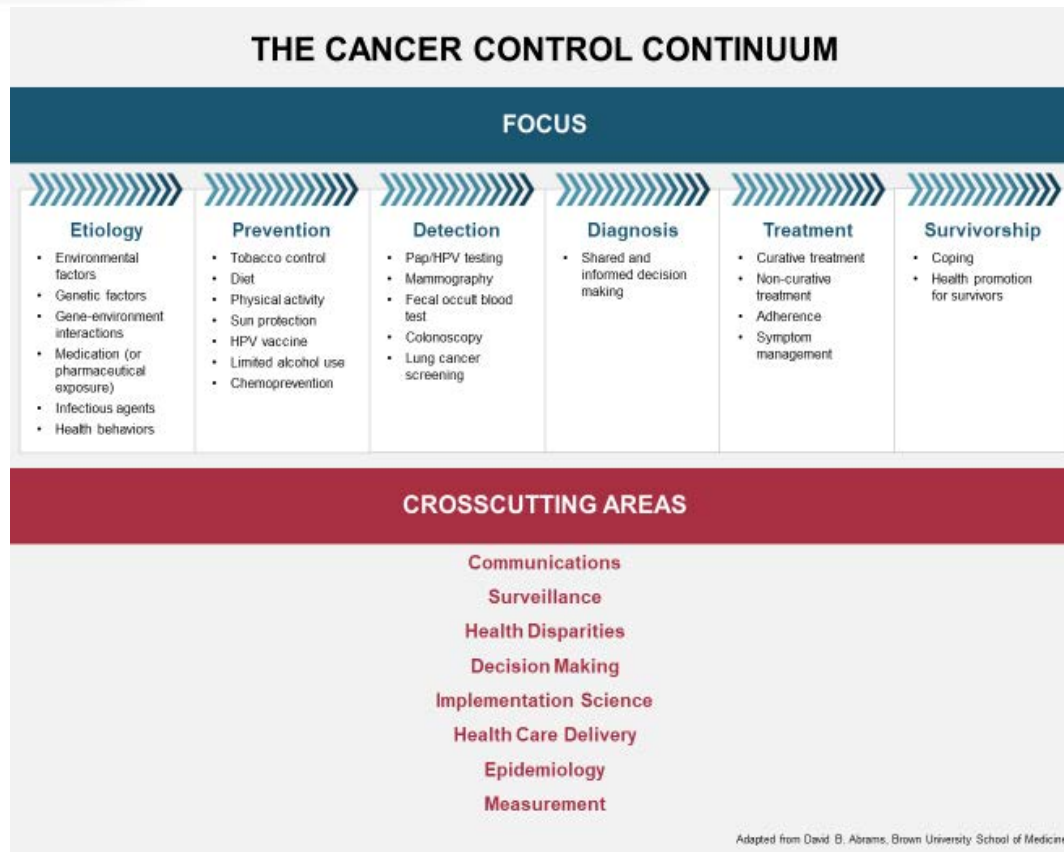 THE CANCER CONTROL CONTINUUM
FOCUS
Etiology
• Environmental
factors
• Genetic factors
• Gene-environment
interactions
• Medication (or
pharmaceutical
exposure)
• Infectious agents
• Health behaviors
Prevention
• Tobacco control
• Diet
• Physical activity
• Sun protection
• HPV vaccine
• Limited alcohol use
• Chemoprevention
Detection
• Pap/HPV testing
• Mammography
• Fecal occult blood
test
• Colonoscopy
• Lung cancer
screening
Diagnosis
• Shared and
informed decision
making
Treatment
• Curative treatment
• Non-curative
treatment
• Adherence
• Symptom
management
Survivorship
• Coping
• Health promotion
for survivors
CROSSCUTTING AREAS
Communications
Surveillance
Health Disparities
Decision Making
Implementation Science
Health Care Delivery
Epidemiology
Measurement
Adapted from David B. Abrams, Brown University School of Medicine